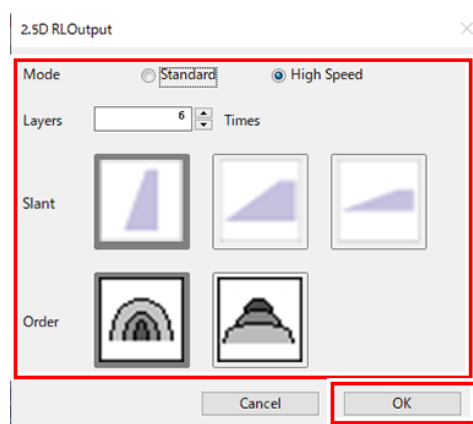 2.5D RLOutput
Mode Standard High Speed
Layers 6 Times
Slant
Order
Cancel OK